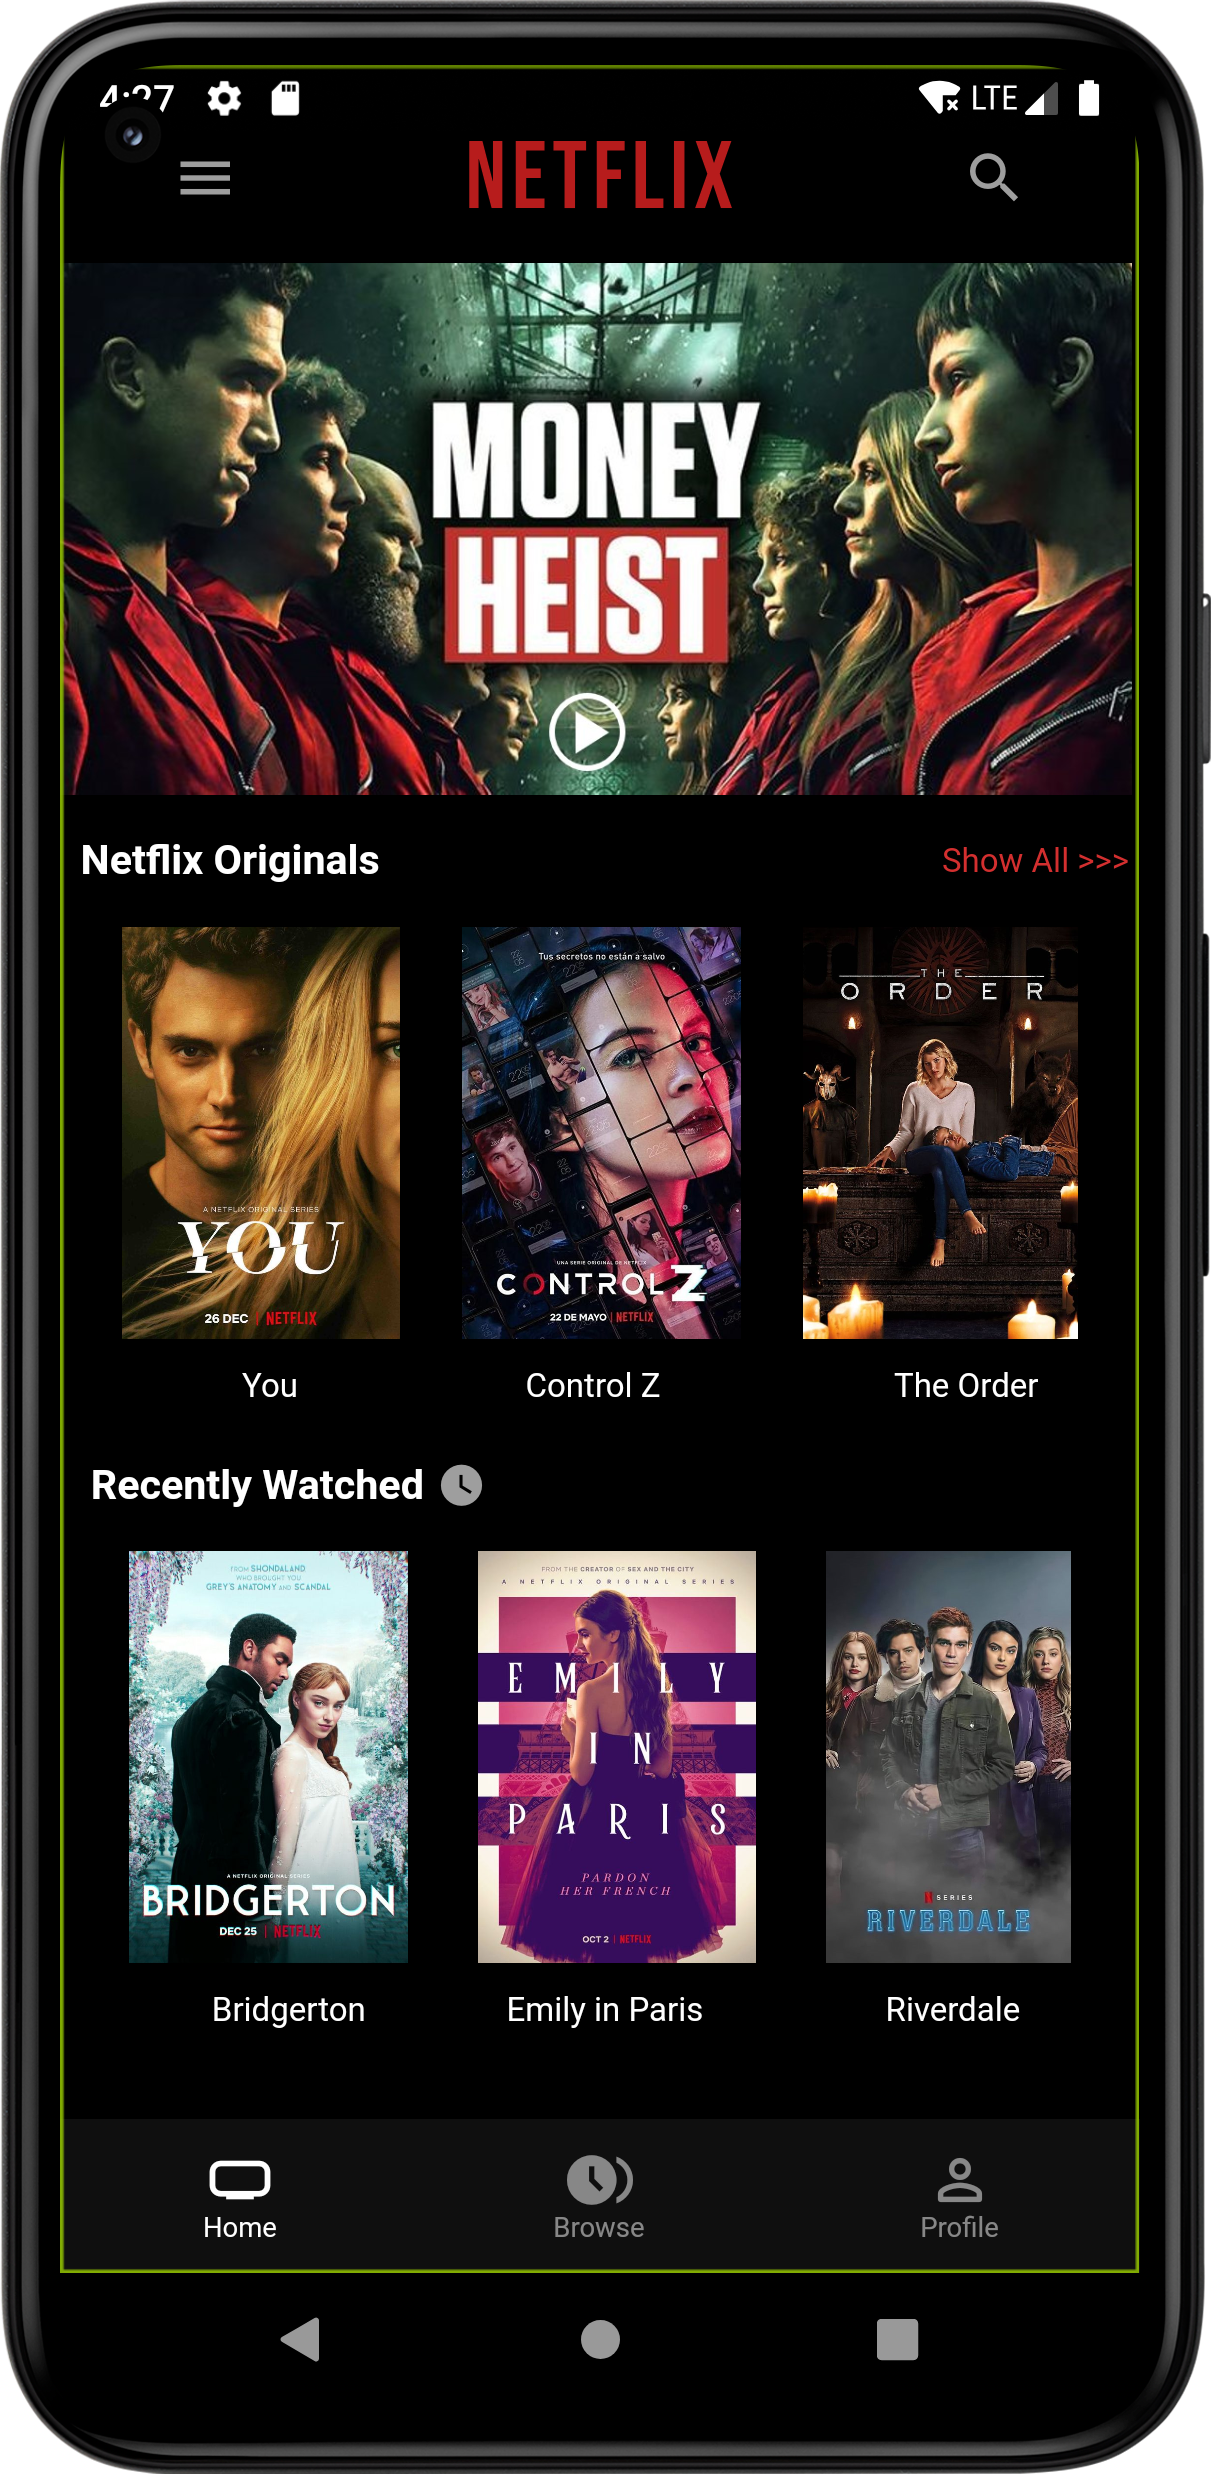 4:27
LTE
NETFLIX
MONEY
HEIST
Netflix Originals
Show All >>>
A NETFLIX ORIGINAL SERIES
YOU
26 DEC | NETFLIX
Tus secretos no están a salvo
UNA SERIE ORIGINAL DE NETFLIX
CONTROL Z
22 DE MAYO | NETFLIX
THE
ORDER
You
Control Z
The Order
Recently Watched
FROM SHONDALAND
WHO BROUGHT YOU
GREY'S ANATOMY AND SCANDAL
A NETFLIX ORIGINAL SERIES
BRIDGERTON
DEC 25 | NETFLIX
FROM THE CREATOR OF SEX AND THE CITY
A NETFLIX ORIGINAL SERIES
EMILY
IN
PARIS
PARDON
HER FRENCH
OCT 2 | NETFLIX
N SERIES
RIVERDALE
Bridgerton
Emily in Paris
Riverdale
Home
Browse
Profile